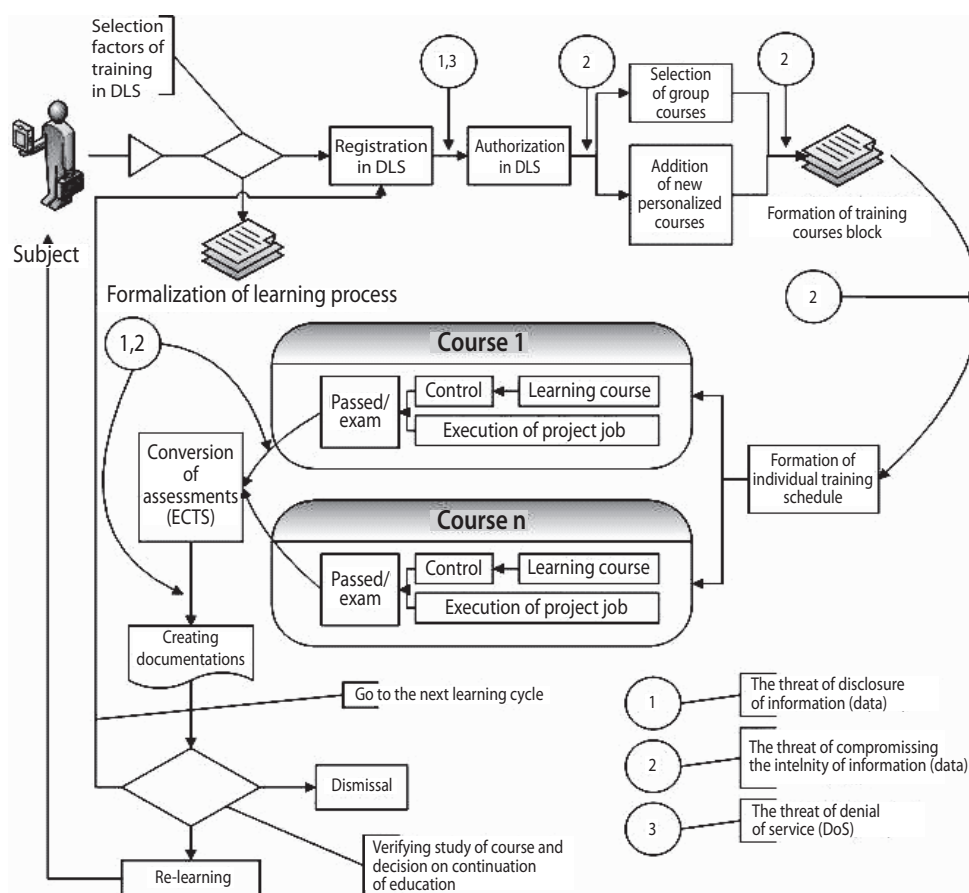 Selection
factors of
training
in DLS
1,3
2
Selection
of group
courses
2
Registration
in DLS
Authorization
in DLS
Addition
of new
personalized
courses
Formation of training
courses block
Subject
Formalization of learning process
2
1,2
Course 1
Passed/
exam
Control
Learning course
Execution of project job
Conversion
of
assessments
(ECTS)
Formation of
individual training
schedule
Course n
Passed/
exam
Control
Learning course
Execution of project job
Creating
documentations
Go to the next learning cycle
Dismissal
Verifying study of course and
decision on continuation
of education
Re-learning
1
The threat of disclosure
of information (data)
2
The threat of compromissing
the intelnity of information (data)
3
The threat of denial
of service (DoS)